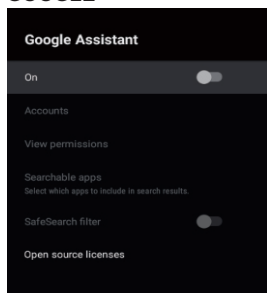 Google Assistant
On
Accounts
View permissions
Searchable apps
Select which apps to include in search results.
SafeSearch filter
Open source licenses